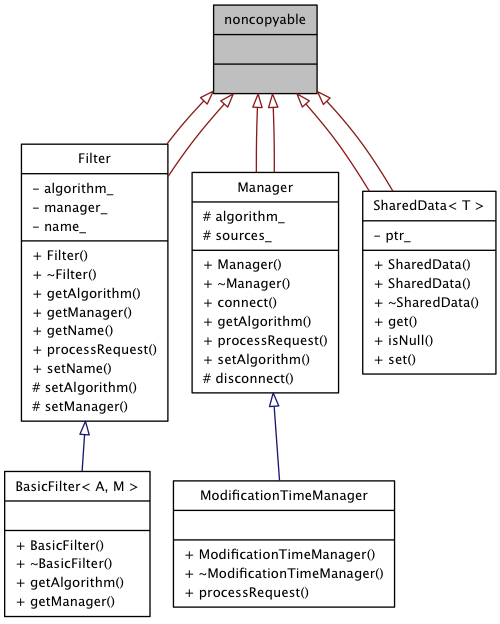 noncopyable
Filter
- algorithm_
- manager_
- name_
+ Filter()
+ ~Filter()
+ getAlgorithm()
+ getManager()
+ getName()
+ processRequest()
+ setName()
# setAlgorithm()
# setManager()
Manager
# algorithm_
# sources_
+ Manager()
+ ~Manager()
+ connect()
+ getAlgorithm()
+ processRequest()
+ setAlgorithm()
# disconnect()
SharedData< T >
- ptr_
+ SharedData()
+ SharedData()
+ ~SharedData()
+ get()
+ isNull()
+ set()
BasicFilter< A, M >
+ BasicFilter()
+ ~BasicFilter()
+ getAlgorithm()
+ getManager()
ModificationTimeManager
+ ModificationTimeManager()
+ ~ModificationTimeManager()
+ processRequest()